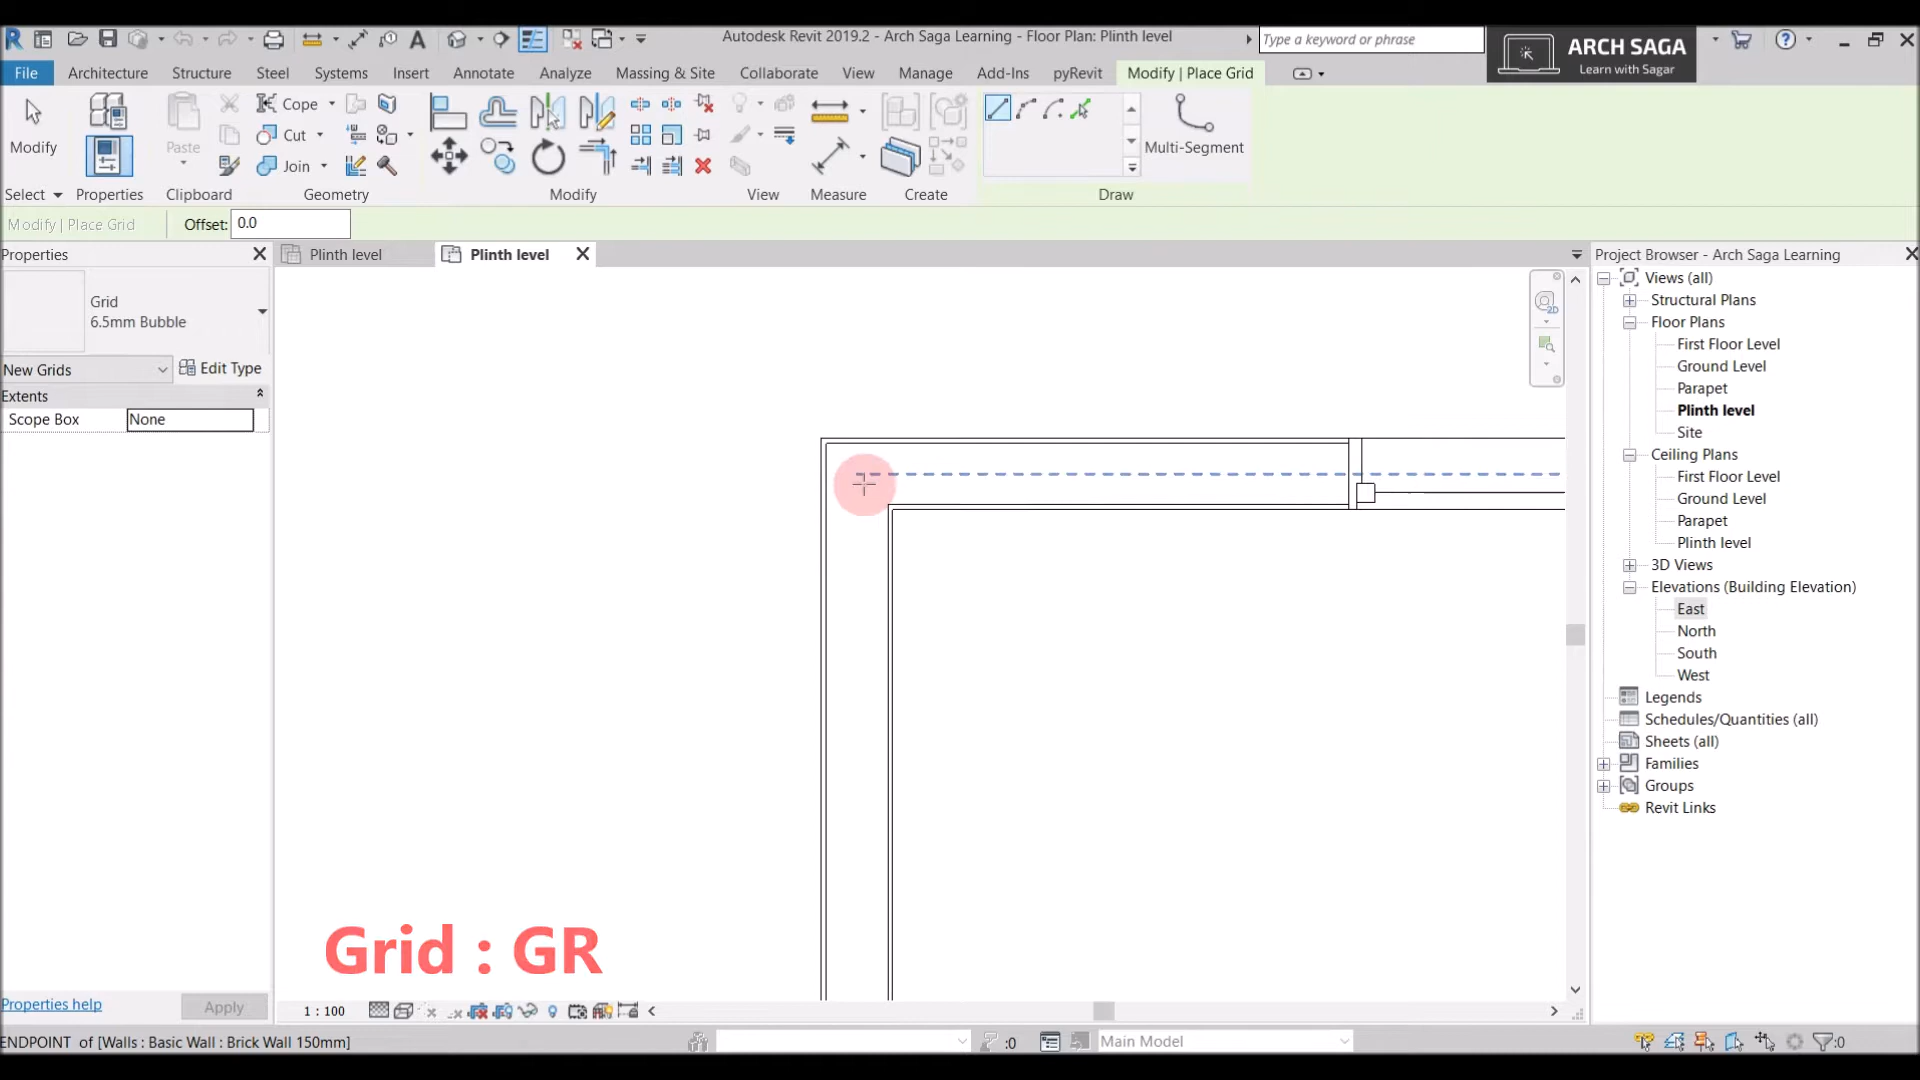 Autodesk Revit 2019.2 - Arch Saga Learning - Floor Plan: Plinth level
Type a keyword or phrase
ARCH SAGA
Learn with Sagar
File Architecture Structure Steel Systems Insert Annotate Analyze Massing & Site Collaborate View Manage Add-Ins pyRevit Modify | Place Grid
Modify
Paste
Cope
Cut
Join
Multi-Segment
Select Properties Clipboard Geometry Modify View Measure Create Draw
Modify | Place Grid Offset: 0.0
Properties
Plinth level
Plinth level
Grid
6.5mm Bubble
New Grids
Edit Type
Extents
Scope Box None
Properties help
Apply
Project Browser - Arch Saga Learning
Views (all)
Structural Plans
Floor Plans
First Floor Level
Ground Level
Parapet
Plinth level
Site
Ceiling Plans
First Floor Level
Ground Level
Parapet
Plinth level
3D Views
Elevations (Building Elevation)
East
North
South
West
Legends
Schedules/Quantities (all)
Sheets (all)
Families
Groups
Revit Links
2D
Grid : GR
1 : 100
ENDPOINT of [Walls : Basic Wall : Brick Wall 150mm]
:0
Main Model
:0